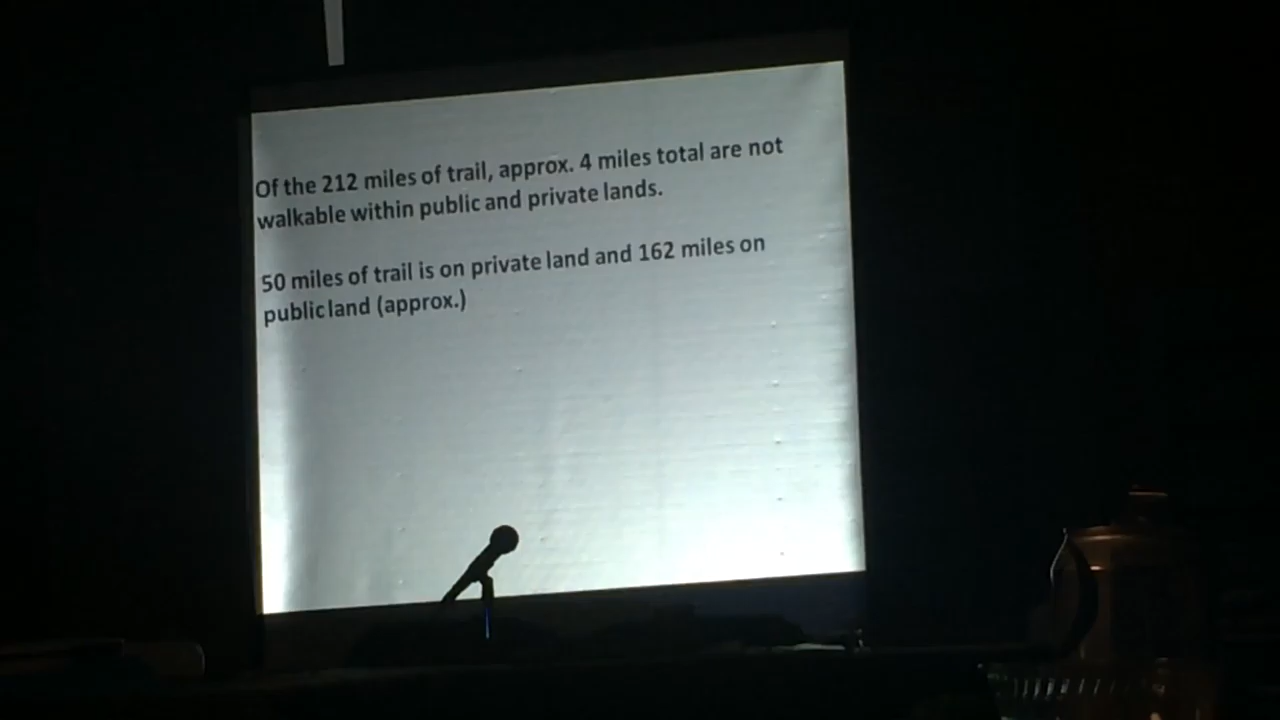 Of the 212 miles of trail, approx. 4 miles total are not
walkable within public and private lands.
50 miles of trail is on private land and 162 miles on
public land (approx.)